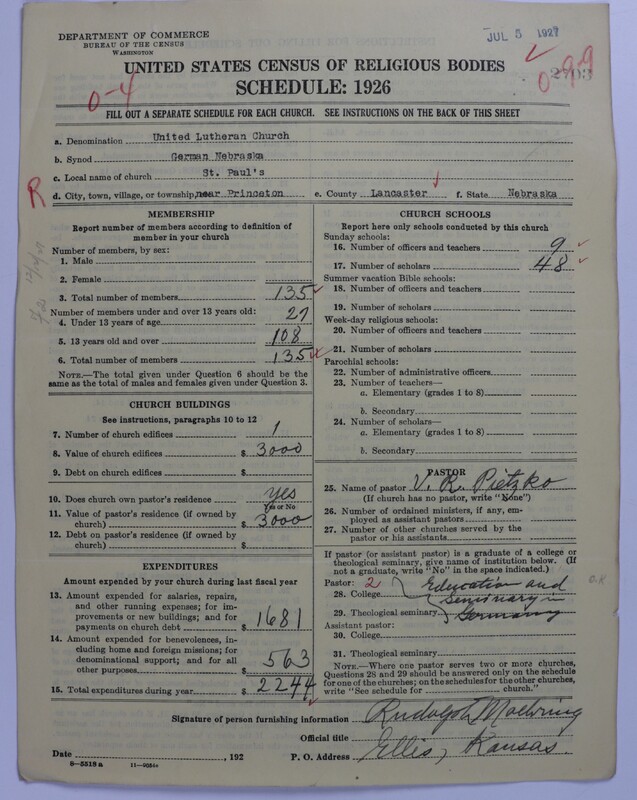 DEPARTMENT OF COMMERCE
BUREAU OF THE CENSUS
WASHINGTON
JUL 5 1927
UNITED STATES CENSUS OF RELIGIOUS BODIES
SCHEDULE: 1926
0-4
0-9-9
FILL OUT A SEPARATE SCHEDULE FOR EACH CHURCH. SEE INSTRUCTIONS ON THE BACK OF THIS SHEET
a. Denomination United Lutheran Church
b. Synod German Nebraska
c. Local name of church St. Paul's
R
d. City, town, village, or township, near Princeton e. County Lancaster f. State Nebraska
MEMBERSHIP
Report number of members according to definition of
member in your church
Number of members, by sex:
1. Male
2. Female
3. Total number of members 135
Number of members under and over 13 years old:
4. Under 13 years of age 27
5. 13 years old and over 108
6. Total number of members 135
NOTE.—The total given under Question 6 should be the
same as the total of males and females given under Question 3.
CHURCH BUILDINGS
See instructions, paragraphs 10 to 12
7. Number of church edifices 1
8. Value of church edifices $ 3000
9. Debt on church edifices $
10. Does church own pastor's residence yes
Yes or No
11. Value of pastor's residence (if owned by
church) $ 3000
12. Debt on pastor's residence (if owned by
church) $
EXPENDITURES
Amount expended by your church during last fiscal year
13. Amount expended for salaries, repairs,
and other running expenses; for im-
provements or new buildings; and for
payments on church debt $ 1681
14. Amount expended for benevolences, in-
cluding home and foreign missions; for
denominational support; and for all
other purposes $ 563
15. Total expenditures during year $ 2244
CHURCH SCHOOLS
Report here only schools conducted by this church
Sunday schools:
16. Number of officers and teachers 9
17. Number of scholars 48
Summer vacation Bible schools:
18. Number of officers and teachers
19. Number of scholars
Week-day religious schools:
20. Number of officers and teachers
21. Number of scholars
Parochial schools:
22. Number of administrative officers
23. Number of teachers—
a. Elementary (grades 1 to 8)
b. Secondary
24. Number of scholars—
a. Elementary (grades 1 to 8)
b. Secondary
PASTOR
25. Name of pastor V. R. Pietzko
(If church has no pastor, write "None")
26. Number of ordained ministers, if any, em-
ployed as assistant pastors
27. Number of other churches served by the
pastor or his assistants
If pastor (or assistant pastor) is a graduate of a college or
theological seminary, give name of institution below. (If
not a graduate, write "No" in the space indicated.)
Pastor: 2
28. College Education and
Seminary in
29. Theological seminary Germany
Assistant pastor:
30. College
31. Theological seminary
NOTE.—Where one pastor serves two or more churches,
Questions 28 and 29 should be answered only on the schedule
for one of the churches; on the schedules for the other churches,
write "See schedule for church."
Signature of person furnishing information Rudolph Moehring
Official title
Date , 192 P. O. Address Ellis, Kansas.
8-5518 a